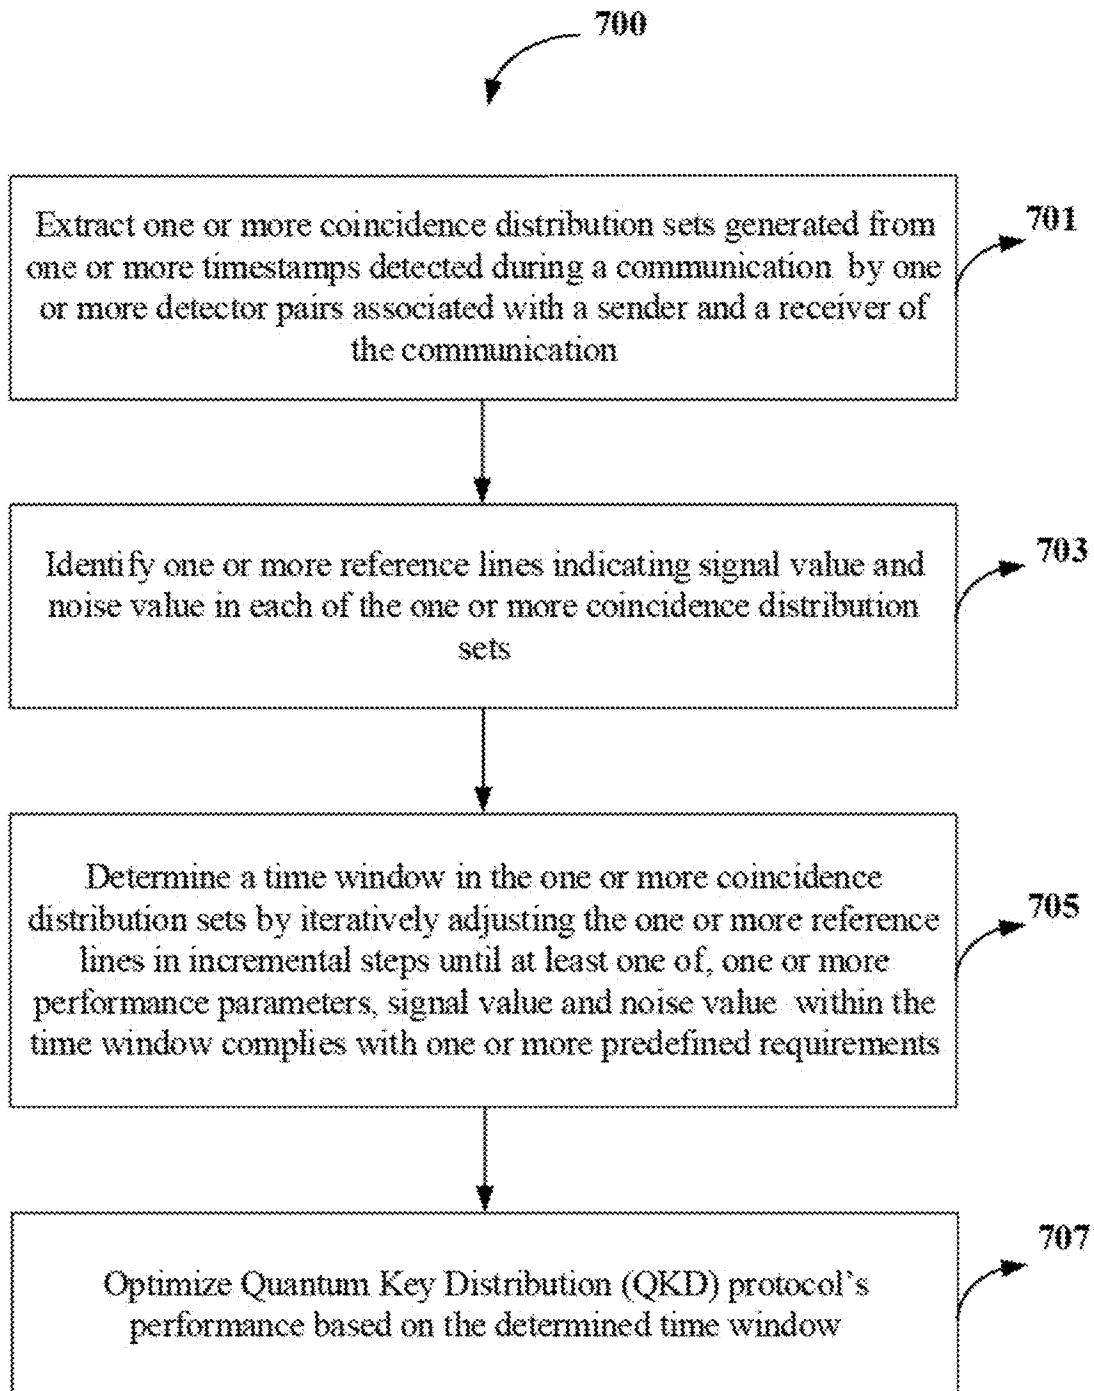 700
Extract one or more coincidence distribution sets generated from
701
one or more timestamps detected during a communication by one
or more detector pairs associated with a sender and a receiver of
the communication
703
Identify one or more reference lines indicating signal value and
noise value in each of the one or more coincidence distribution
sets
Determine a time window in the one or more coincidence
705
distribution sets by iteratively adjusting the one or more reference
lines in incremental steps until at least one of, one or more
performance parameters, signal value and noise value within the
time window complies with one or more predefined requirements
707
Optimize Quantum Key Distribution (QKD) protocol's
performance based on the determined time window